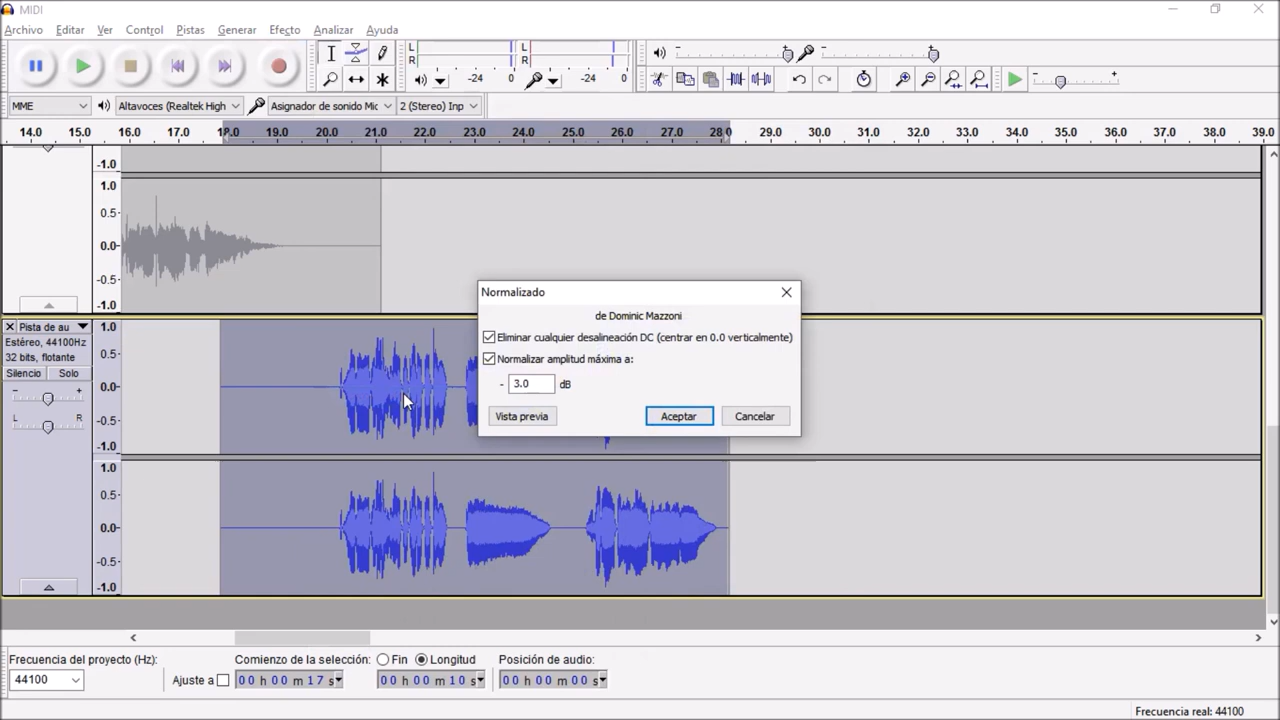 MIDI
Archivo Editar Ver Control Pistas Generar Efecto Analizar Ayuda
L
R
-24 0
L
R
-24 0
MME Altavoces (Realtek High Asignador de sonido Mic 2 (Stereo) Inp
14.0 15.0 16.0 17.0 18.0 19.0 20.0 21.0 22.0 23.0 24.0 25.0 26.0 27.0 28.0 29.0 30.0 31.0 32.0 33.0 34.0 35.0 36.0 37.0 38.0 39.0
-1.0
1.0
0.5
0.0
-0.5
-1.0
Pista de au
Estéreo, 44100Hz
32 bits, flotante
Silencio Solo
- +
L R
1.0
0.5
0.0
-0.5
-1.0
1.0
0.5
0.0
-0.5
-1.0
Normalizado
de Dominic Mazzoni
Eliminar cualquier desalineación DC (centrar en 0.0 verticalmente)
Normalizar amplitud máxima a:
- 3.0 dB
Vista previa Aceptar Cancelar
Frecuencia del proyecto (Hz): Comienzo de la selección: Fin Longitud Posición de audio:
44100 Ajuste a 00 h 00 m 17 s 00 h 00 m 10 s 00 h 00 m 00 s
Frecuencia real: 44100